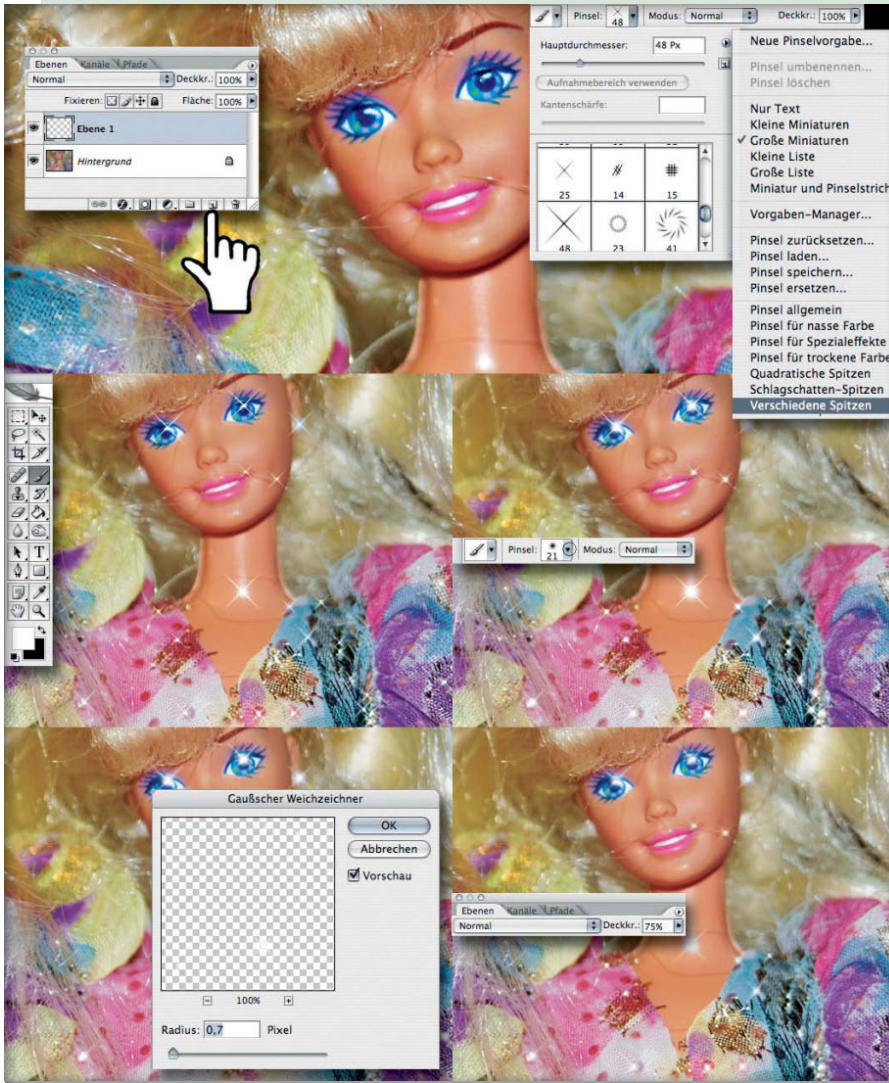 Ebenen Kanäle Pfade
Normal Deckkr.: 100%
Fixieren: Fläche: 100%
Ebene 1
Hintergrund
Pinsel: 48 Modus: Normal Deckkr.: 100%
Hauptdurchmesser: 48 Px
Aufnahmebereich verwenden
Kantenschärfe:
25 14 15
48 23 41
Neue Pinselvorgabe...
Pinsel umbenennen...
Pinsel löschen
Nur Text
Kleine Miniaturen
✓ Große Miniaturen
Kleine Liste
Große Liste
Miniatur und Pinselstrich
Vorgaben-Manager...
Pinsel zurücksetzen...
Pinsel laden...
Pinsel speichern...
Pinsel ersetzen...
Pinsel allgemein
Pinsel für nasse Farbe
Pinsel für Spezialeffekte
Pinsel für trockene Farbe
Quadratische Spitzen
Schlagschatten-Spitzen
Verschiedene Spitzen
T
Pinsel: 21 Modus: Normal
Gaußscher Weichzeichner
OK
Abbrechen
Vorschau
100%
Radius: 0,7 Pixel
Ebenen Kanäle Pfade
Normal Deckkr.: 75%